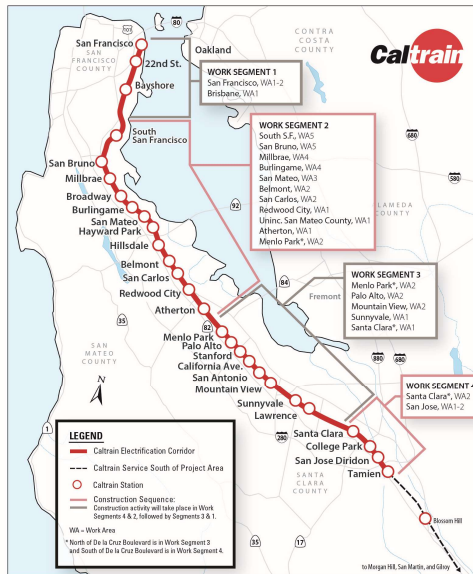 101
80
San Francisco
SAN
FRANCISCO
COUNTY
Oakland
CONTRA
COSTA
COUNTY
Caltrain
22nd St.
Bayshore
WORK SEGMENT 1
San Francisco, WA1-2
Brisbane, WA1
South
San Francisco
WORK SEGMENT 2
South S.F., WA5
San Bruno, WA5
Millbrae, WA4
Burlingame, WA4
San Mateo, WA3
Belmont, WA2
San Carlos, WA2
Redwood City, WA1
Uninc. San Mateo County, WA1
Atherton, WA1
Menlo Park*, WA2
680
580
San Bruno
Millbrae
Broadway
Burlingame
San Mateo
Hayward Park
Hillsdale
Belmont
San Carlos
Redwood City
Atherton
92
ALAMEDA
COUNTY
84
Fremont
WORK SEGMENT 3
Menlo Park*, WA2
Palo Alto, WA2
Mountain View, WA2
Sunnyvale, WA1
Santa Clara*, WA1
880
680
35
82
SAN
MATEO
COUNTY
N
Menlo Park
Palo Alto
Stanford
California Ave.
San Antonio
Mountain View
Sunnyvale
Lawrence
WORK SEGMENT 4
Santa Clara*, WA2
San Jose, WA1-2
280
Santa Clara
College Park
San Jose Diridon
Tamien
SANTA
CLARA
COUNTY
Blossom Hill
1
35
17
LEGEND
Caltrain Electrification Corridor
Caltrain Service South of Project Area
Caltrain Station
Construction Sequence:
Construction activity will take place in Work
Segments 4 & 2, followed by Segments 3 & 1.
WA = Work Area
* North of De la Cruz Boulevard is in Work Segment 3
and South of De la Cruz Boulevard is in Work Segment 4.
to Morgan Hill, San Martin, and Gilroy